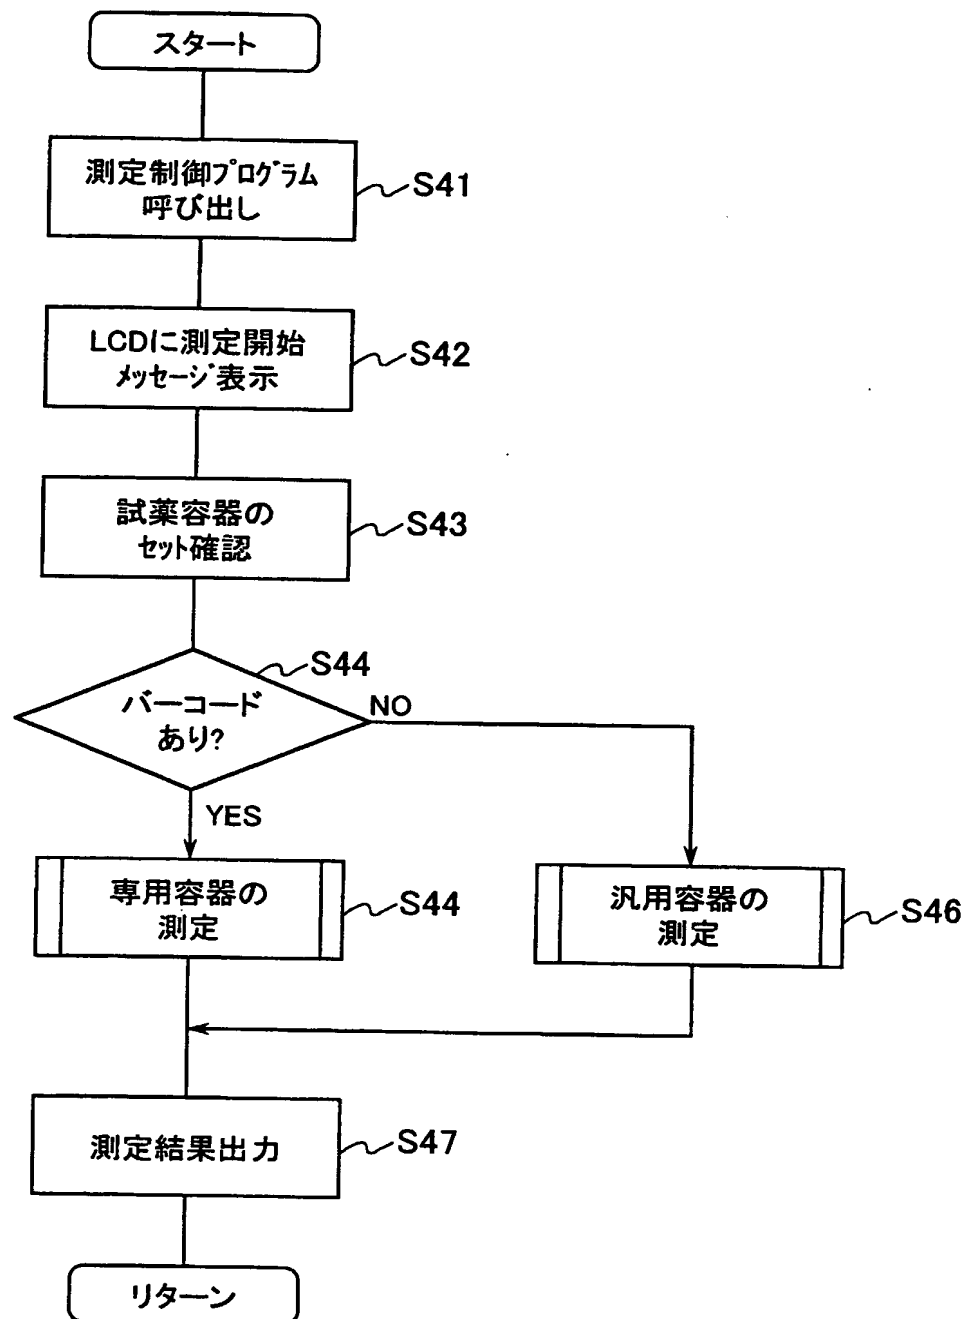 スタート
測定制御プログラム
呼び出し
S41
LCDに測定開始
メッセージ表示
S42
試薬容器の
セット確認
S43
S44
バーコード
あり?
NO
YES
専用容器の
測定
S44
汎用容器の
測定
S46
測定結果出力
S47
リターン